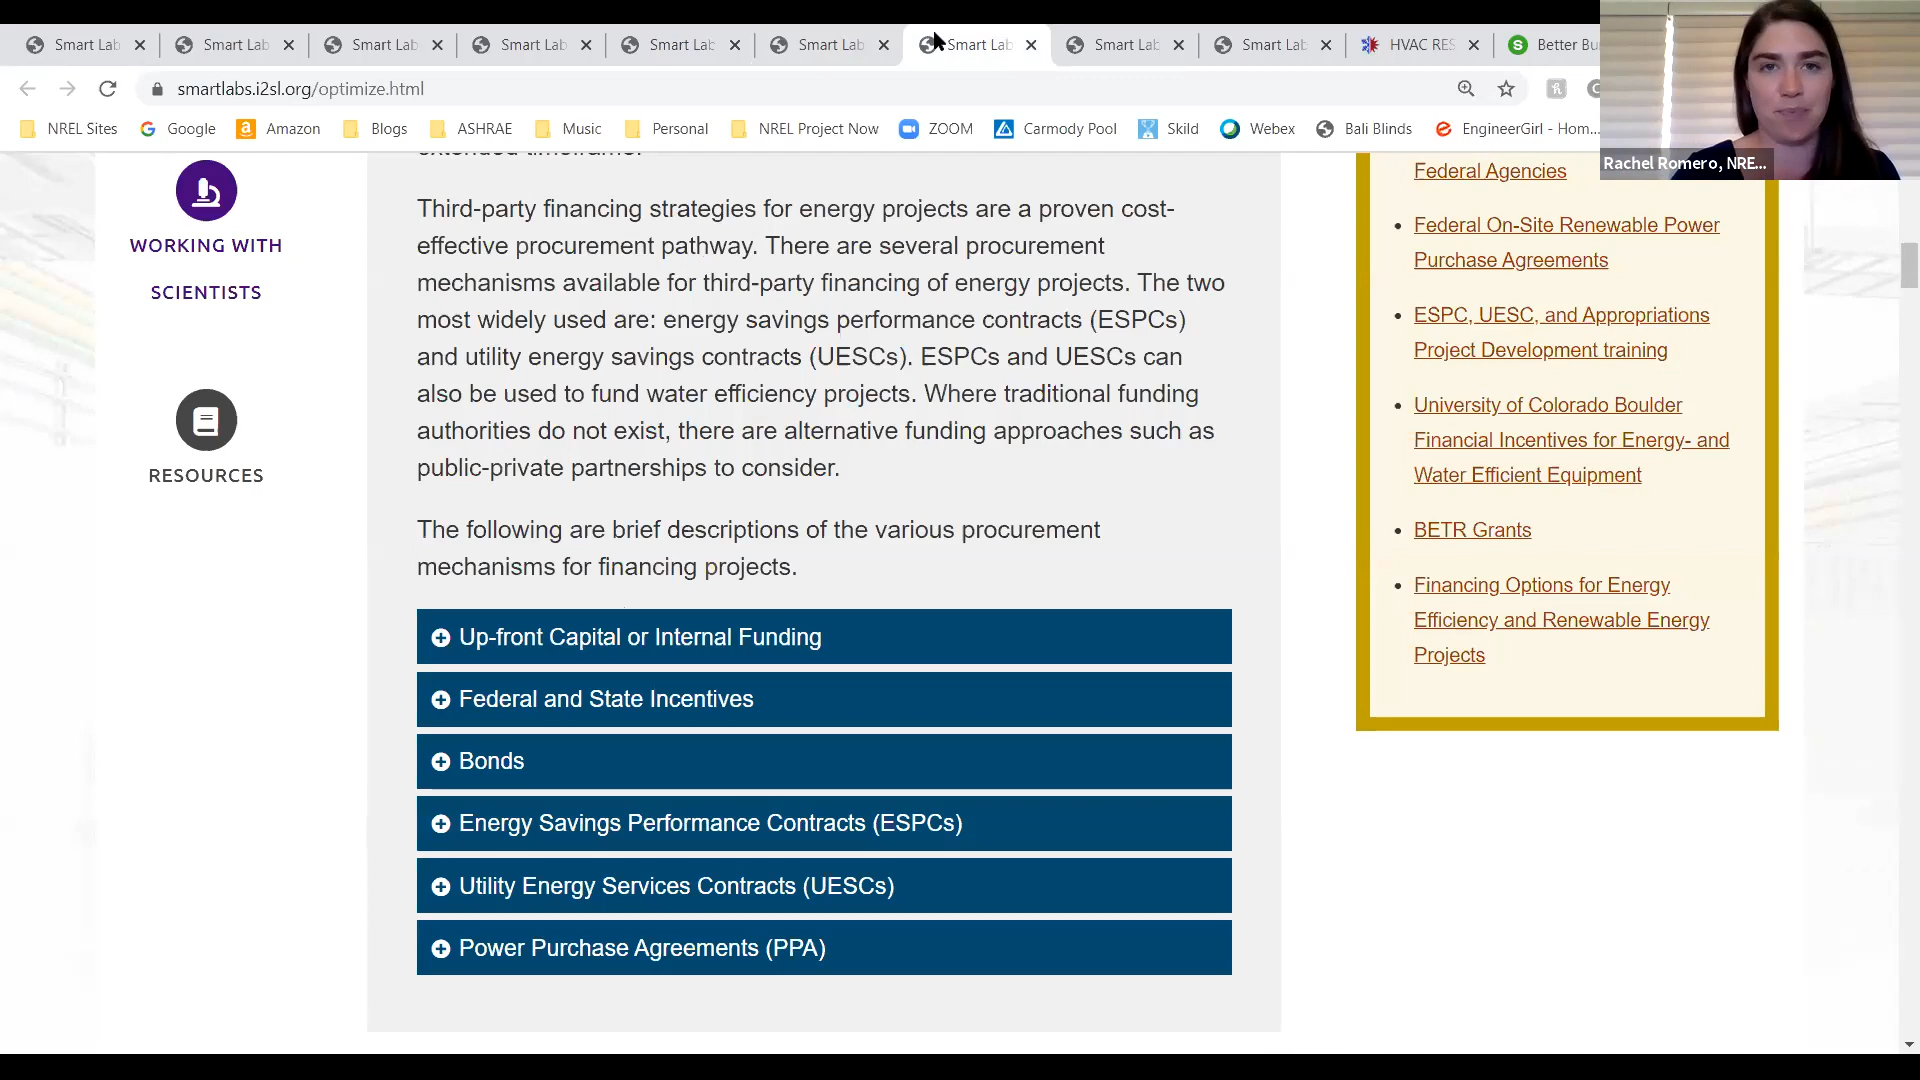 Smart Lab
Smart Lab
Smart Lab
Smart Lab
Smart Lab
Smart Lab
Smart Lab
Smart Lab
Smart Lab
HVAC RES
Better Bu
smartlabs.i2sl.org/optimize.html
NREL Sites
Google
Amazon
Blogs
ASHRAE
Music
Personal
NREL Project Now
ZOOM
Carmody Pool
Skild
Webex
Bali Blinds
EngineerGirl - Hom...
Rachel Romero, NRE...
WORKING WITH
SCIENTISTS
RESOURCES
extended timeframe.
Third-party financing strategies for energy projects are a proven cost-
effective procurement pathway. There are several procurement
mechanisms available for third-party financing of energy projects. The two
most widely used are: energy savings performance contracts (ESPCs)
and utility energy savings contracts (UESCs). ESPCs and UESCs can
also be used to fund water efficiency projects. Where traditional funding
authorities do not exist, there are alternative funding approaches such as
public-private partnerships to consider.
The following are brief descriptions of the various procurement
mechanisms for financing projects.
Up-front Capital or Internal Funding
Federal and State Incentives
Bonds
Energy Savings Performance Contracts (ESPCs)
Utility Energy Services Contracts (UESCs)
Power Purchase Agreements (PPA)
Federal Agencies
Federal On-Site Renewable Power
Purchase Agreements
ESPC, UESC, and Appropriations
Project Development training
University of Colorado Boulder
Financial Incentives for Energy- and
Water Efficient Equipment
BETR Grants
Financing Options for Energy
Efficiency and Renewable Energy
Projects